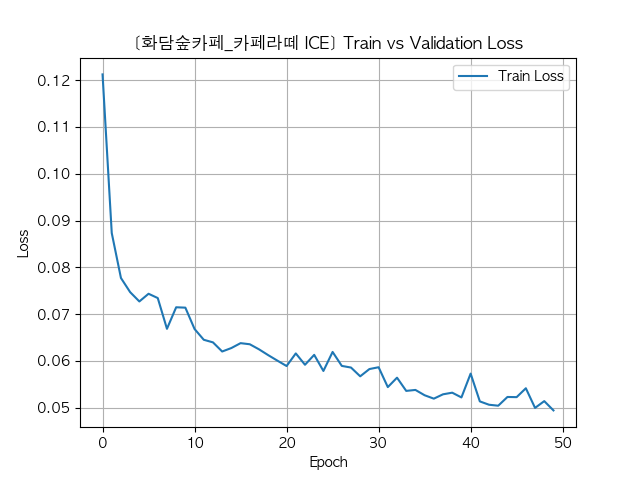 [화담숲카페_카페라떼 ICE] Train vs Validation Loss
Train Loss
0.12
0.11
0.10
0.09
0.08
0.07
0.06
0.05
Loss
0 10 20 30 40 50
Epoch